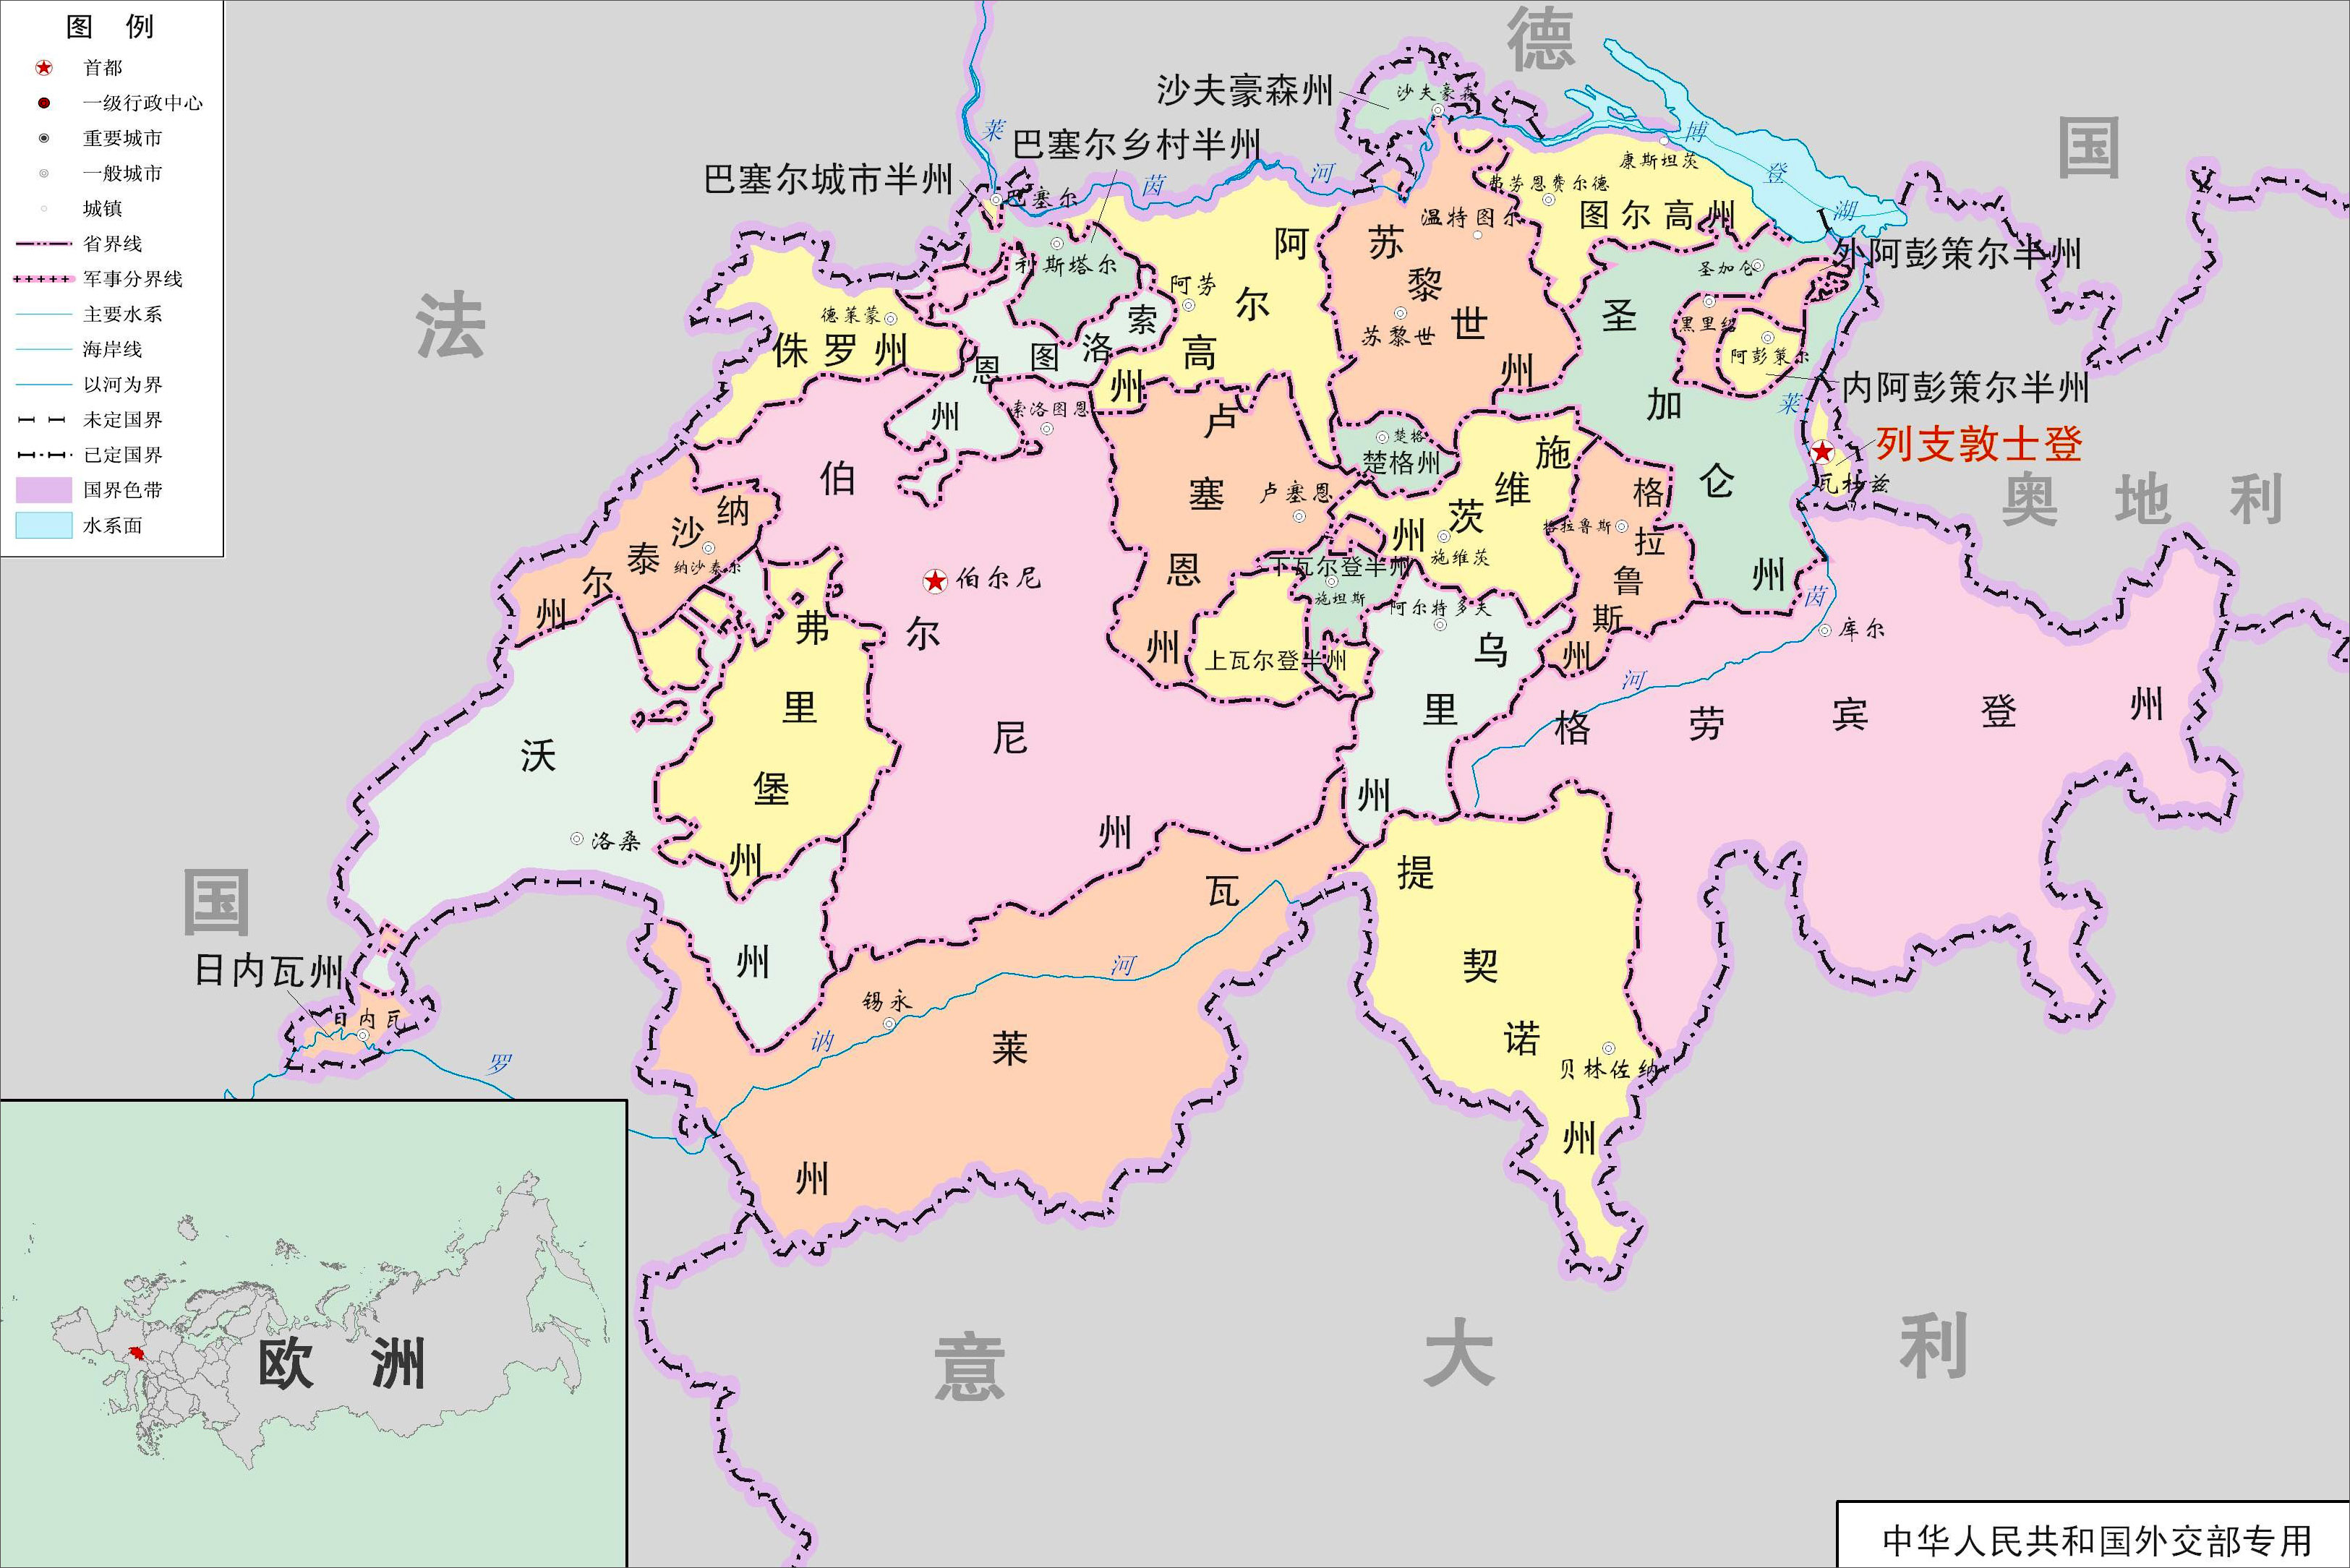 图 例
首都
一级行政中心
重要城市
一般城市
城镇
省界线
军事分界线
主要水系
海岸线
以河为界
未定国界
已定国界
国界色带
水系面
德国
法国
奥地利
意大利
列支敦士登
瓦杜兹
沙夫豪森州
沙夫豪森
巴塞尔乡村半州
巴塞尔城市半州
巴塞尔
利斯塔尔
莱茵河
博登湖
康斯坦茨
弗劳恩费尔德
图尔高州
温特图尔
苏黎世州
苏黎世
阿尔高州
阿劳
外阿彭策尔半州
圣加仑
圣加仑州
黑里绍
阿彭策尔
内阿彭策尔半州
莱茵河
德莱蒙
侏罗州
索洛图恩州
索洛图恩
伯尔尼州
伯尔尼
卢塞恩州
卢塞恩
楚格
楚格州
施维茨州
施维茨
格拉鲁斯州
格拉鲁斯
纳沙泰尔州
纳沙泰尔
弗里堡州
下瓦尔登半州
施坦斯
上瓦尔登半州
阿尔特多夫
乌里州
库尔
格劳宾登州
沃州
洛桑
日内瓦州
日内瓦
罗讷河
锡永
瓦莱州
提契诺州
贝林佐纳
欧 洲
中华人民共和国外交部专用